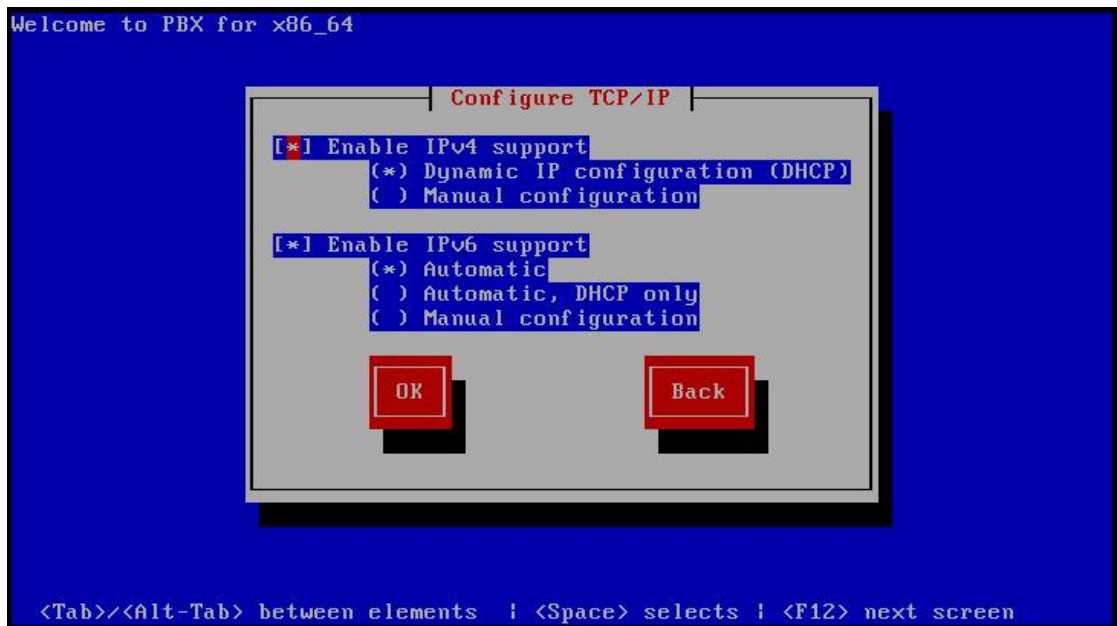 Welcome to PBX for x86_64
Configure TCP/IP
[*] Enable IPv4 support
(*) Dynamic IP configuration (DHCP)
( ) Manual configuration
[*] Enable IPv6 support
(*) Automatic
( ) Automatic, DHCP only
( ) Manual configuration
OK Back
<Tab>/<Alt-Tab> between elements | <Space> selects | <F12> next screen